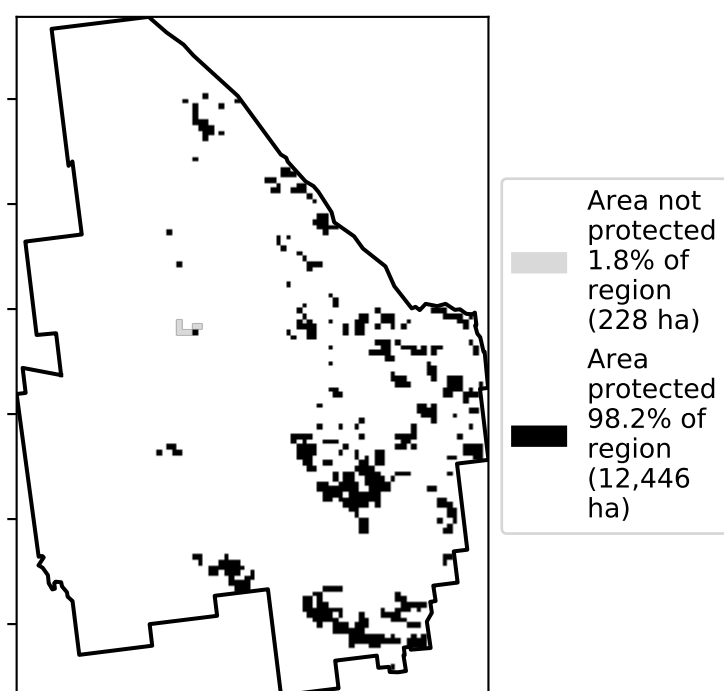 Area not
protected
1.8% of
region
(228 ha)
Area
protected
98.2% of
region
(12,446
ha)